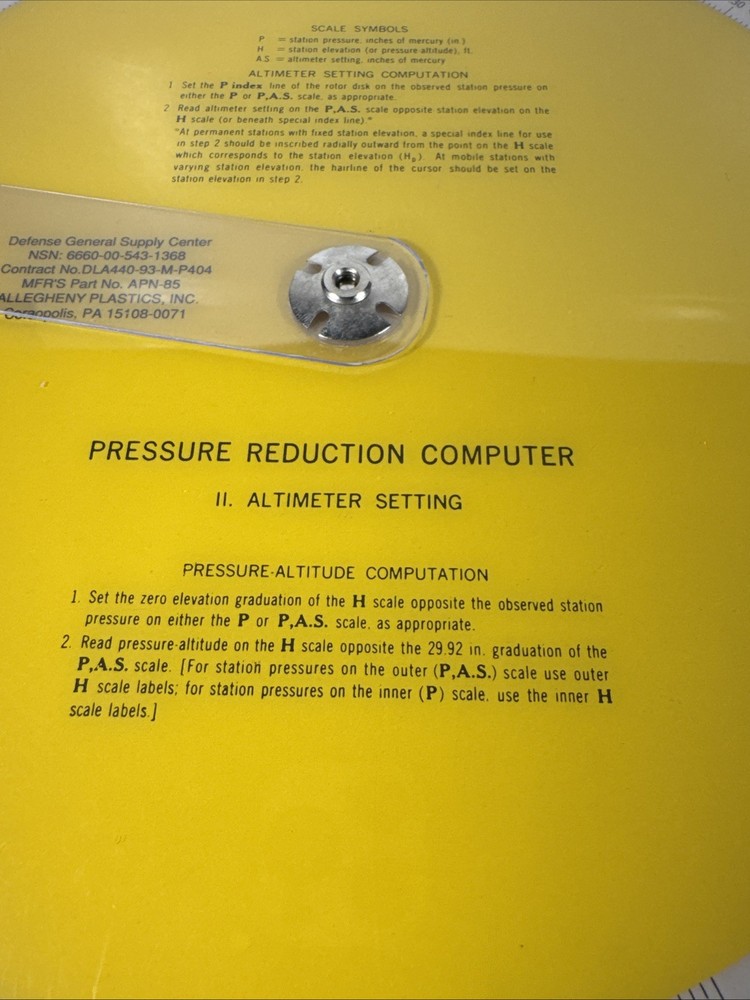 SCALE SYMBOLS
P = station pressure, inches of mercury (in.)
H = station elevation (or pressure-altitude), ft.
A.S. = altimeter setting, inches of mercury
ALTIMETER SETTING COMPUTATION
1 Set the P index line of the rotor disk on the observed station pressure on
either the P or P,A.S. scale, as appropriate.
2 Read altimeter setting on the P,A.S. scale opposite station elevation on the
H scale (or beneath special index line).*
*At permanent stations with fixed station elevation, a special index line for use
in step 2 should be inscribed radially outward from the point on the H scale
which corresponds to the station elevation (Hs). At mobile stations with
varying station elevation, the hairline of the cursor should be set on the
station elevation in step 2.
Defense General Supply Center
NSN: 6660-00-543-1368
Contract No.DLA440-93-M-P404
MFR'S Part No. APN-85
ALLEGHENY PLASTICS, INC.
Coraopolis, PA 15108-0071
PRESSURE REDUCTION COMPUTER
II. ALTIMETER SETTING
PRESSURE-ALTITUDE COMPUTATION
1. Set the zero elevation graduation of the H scale opposite the observed station
pressure on either the P or P,A.S. scale, as appropriate.
2. Read pressure-altitude on the H scale opposite the 29.92 in. graduation of the
P,A.S. scale. [For station pressures on the outer (P,A.S.) scale use outer
H scale labels; for station pressures on the inner (P) scale, use the inner H
scale labels.]